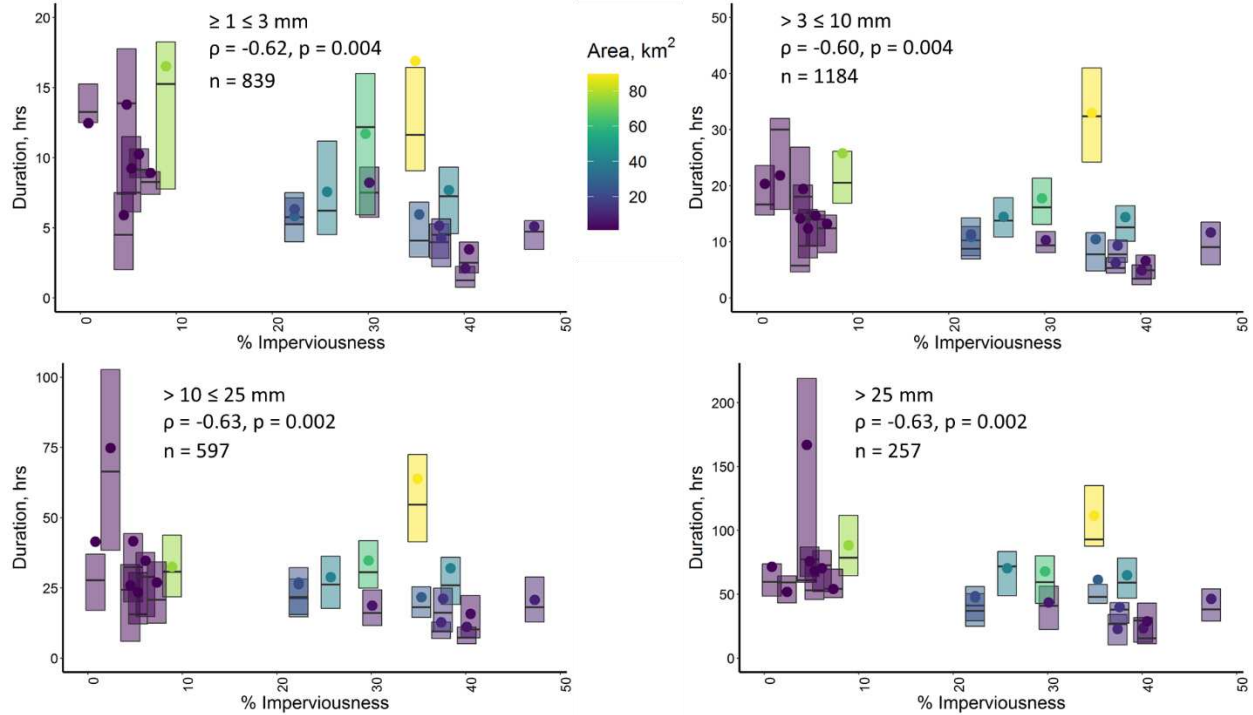 ≥ 1 ≤ 3 mm
ρ = -0.62, p = 0.004
n = 839
Duration, hrs
20
15
10
5
0
0
10
20
30
40
50
% Imperviousness
Area, km²
80
60
40
20
> 3 ≤ 10 mm
ρ = -0.60, p = 0.004
n = 1184
Duration, hrs
50
40
30
20
10
0
0
10
20
30
40
50
% Imperviousness
> 10 ≤ 25 mm
ρ = -0.63, p = 0.002
n = 597
Duration, hrs
100
75
50
25
0
0
10
20
30
40
50
% Imperviousness
> 25 mm
ρ = -0.63, p = 0.002
n = 257
Duration, hrs
200
150
100
50
0
0
10
20
30
40
50
% Imperviousness